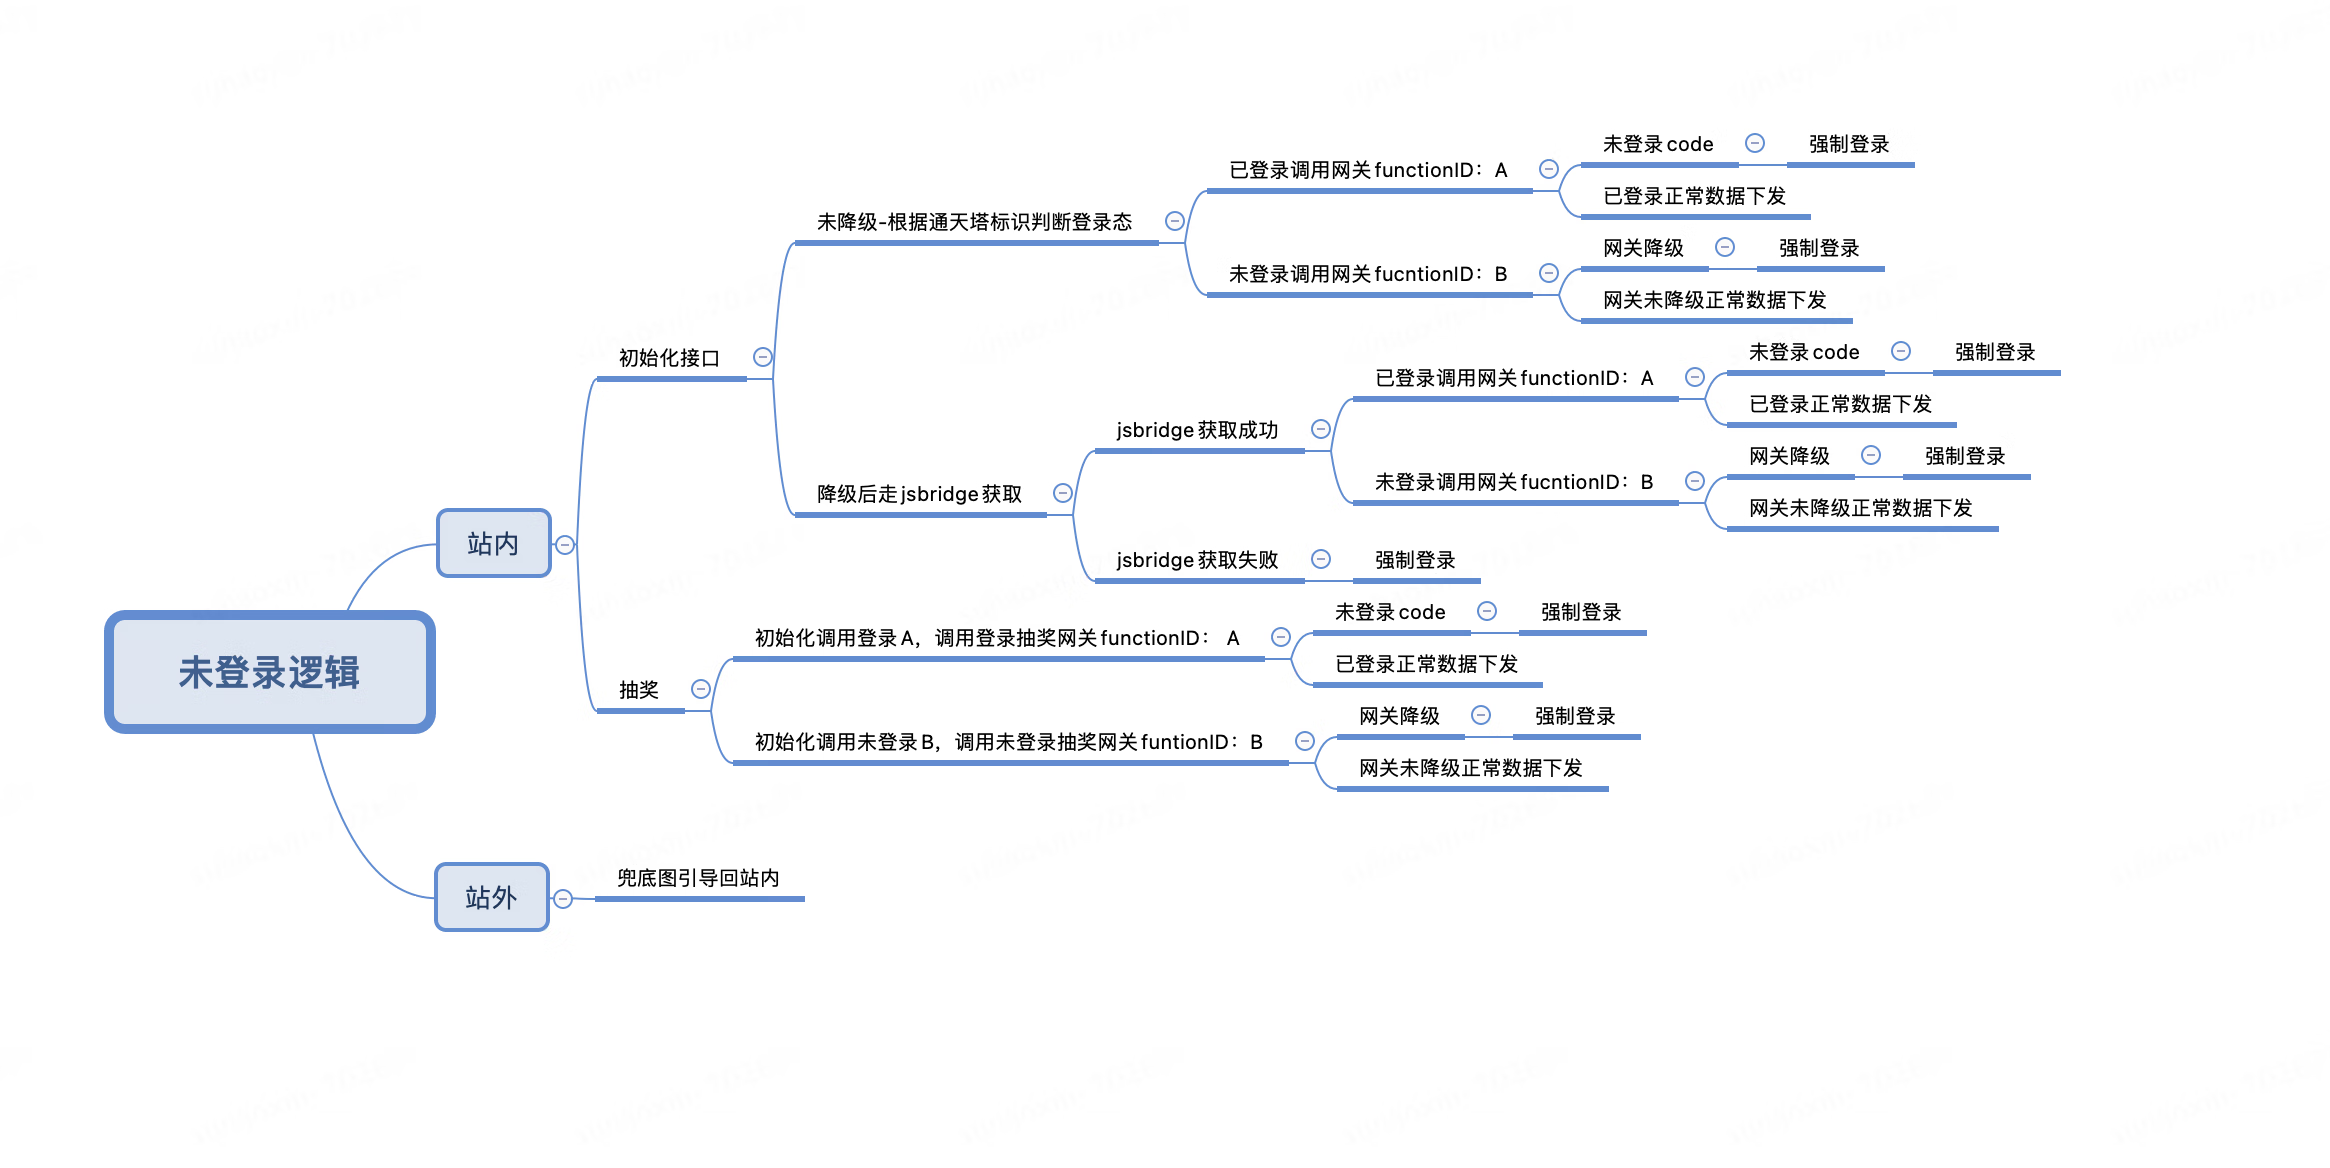 未登录逻辑
站内
初始化接口
未降级-根据通天塔标识判断登录态
已登录调用网关functionID：A
未登录code
强制登录
已登录正常数据下发
未登录调用网关fucntionID：B
网关降级
强制登录
网关未降级正常数据下发
降级后走jsbridge获取
jsbridge获取成功
已登录调用网关functionID：A
未登录code
强制登录
已登录正常数据下发
未登录调用网关fucntionID：B
网关降级
强制登录
网关未降级正常数据下发
jsbridge获取失败
强制登录
抽奖
初始化调用登录A，调用登录抽奖网关functionID： A
未登录code
强制登录
已登录正常数据下发
初始化调用未登录B，调用未登录抽奖网关funtionID：B
网关降级
强制登录
网关未降级正常数据下发
站外
兜底图引导回站内